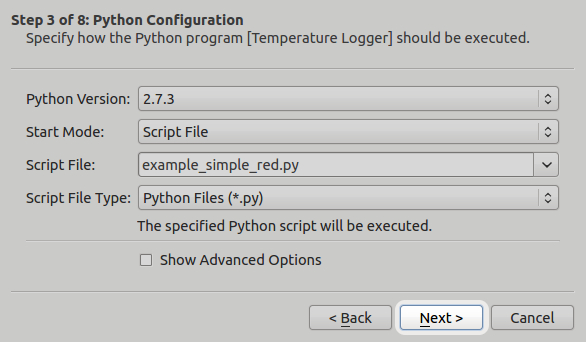 Step 3 of 8: Python Configuration
Specify how the Python program [Temperature Logger] should be executed.
Python Version: 2.7.3
Start Mode: Script File
Script File: example_simple_red.py
Script File Type: Python Files (*.py)
The specified Python script will be executed.
Show Advanced Options
< Back Next > Cancel